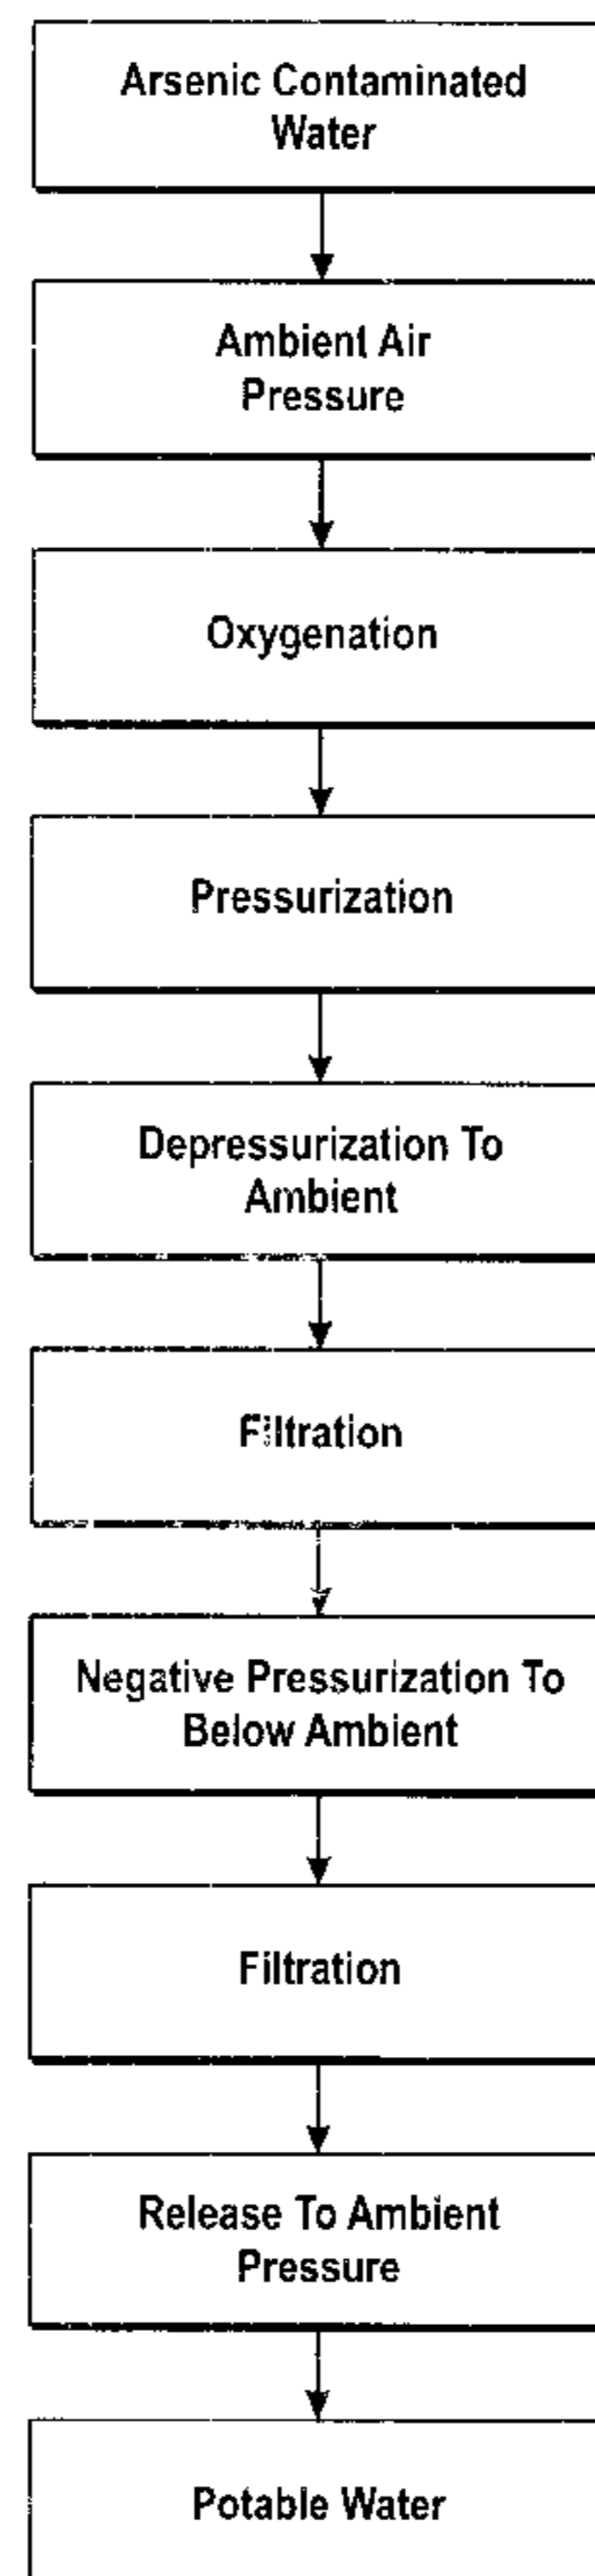 Arsenic Contaminated
Water
Ambient Air
Pressure
Oxygenation
Pressurization
Depressurization To
Ambient
Filtration
Negative Pressurization To
Below Ambient
Filtration
Release To Ambient
Pressure
Potable Water